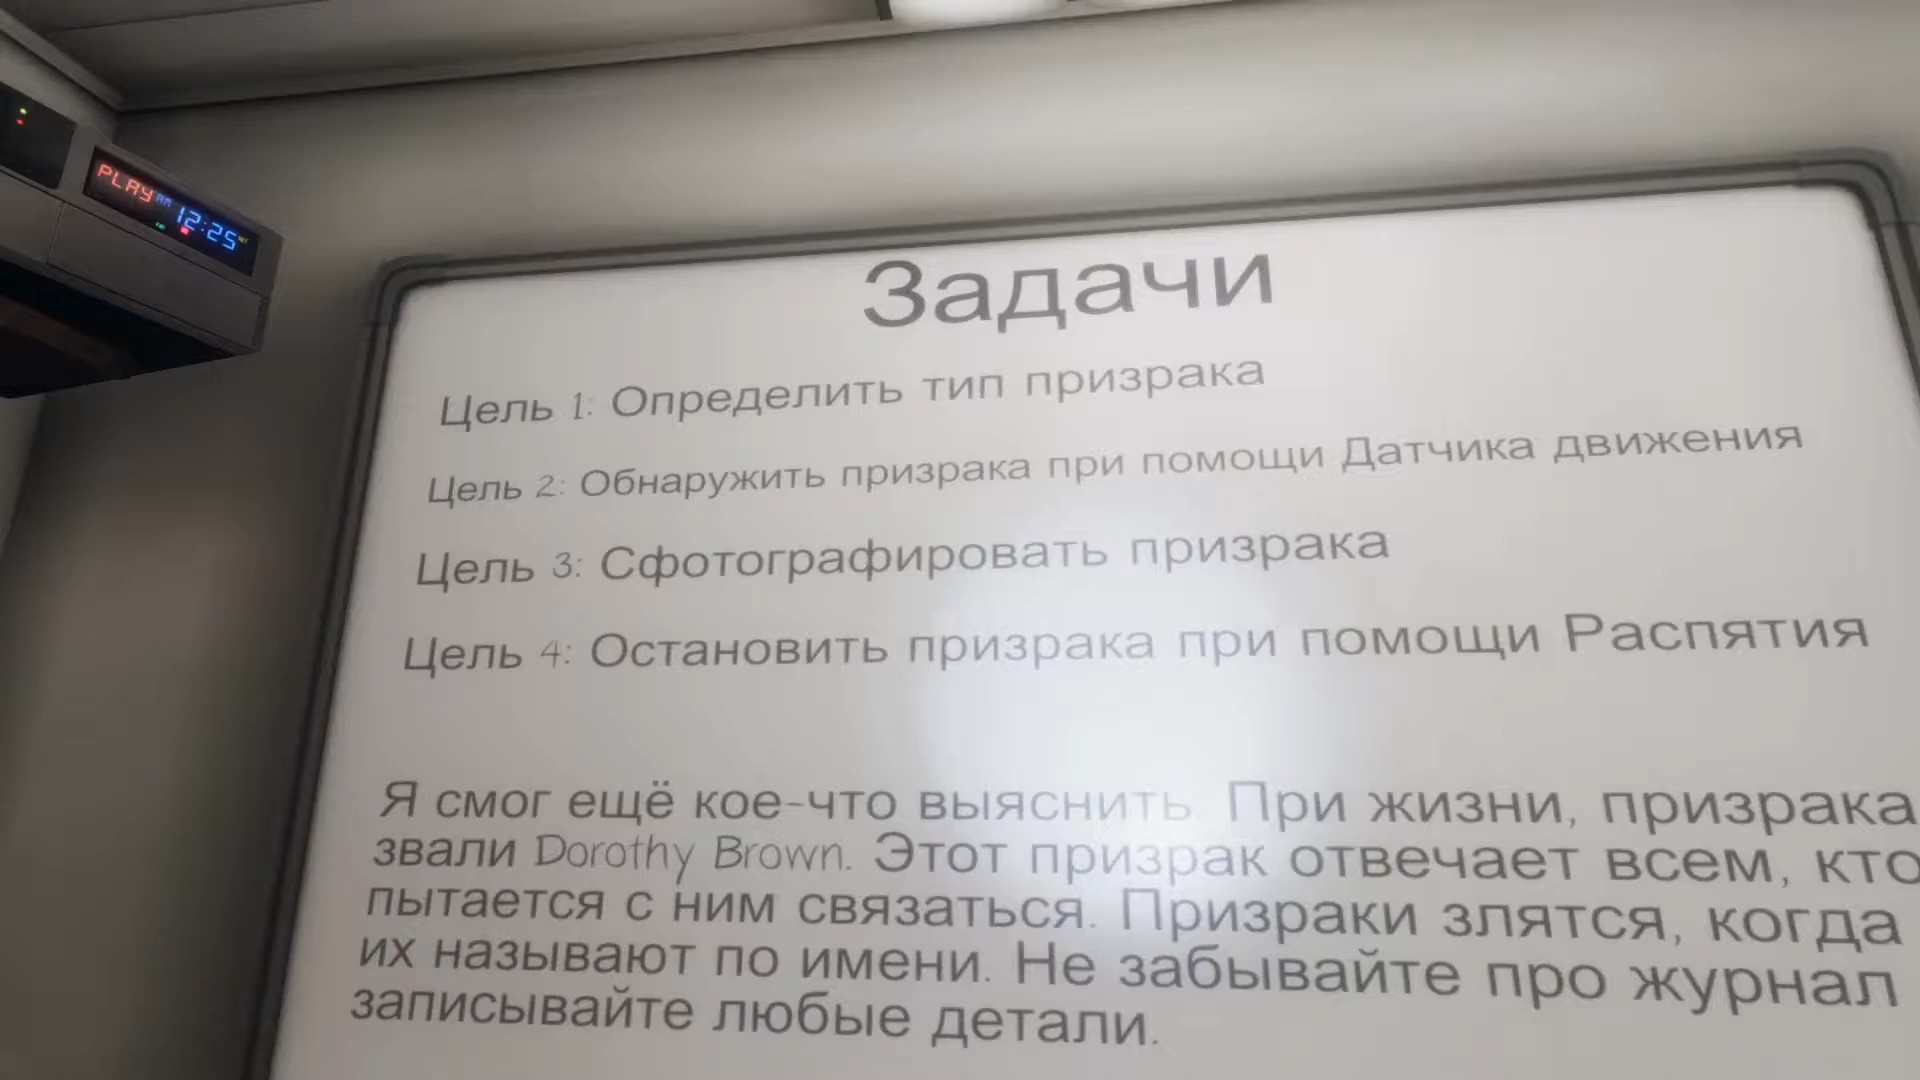 PLAY AM 12:25
Задачи
Цель 1: Определить тип призрака
Цель 2: Обнаружить призрака при помощи Датчика движения
Цель 3: Сфотографировать призрака
Цель 4: Остановить призрака при помощи Распятия
Я смог ещё кое-что выяснить. При жизни, призрака
звали Dorothy Brown. Этот призрак отвечает всем, кто
пытается с ним связаться. Призраки злятся, когда
их называют по имени. Не забывайте про журнал
записывайте любые детали.